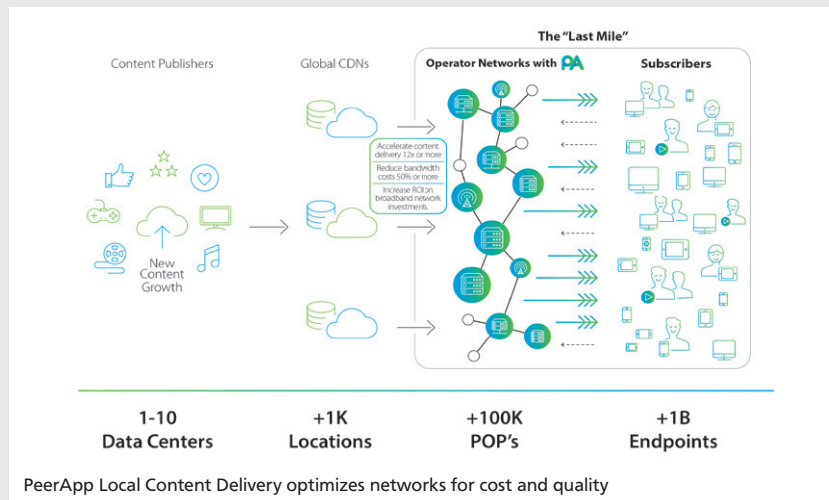 The "Last Mile"
Content Publishers
Global CDNs
Operator Networks with PA
Subscribers
Accelerate content
delivery 12x or more
Reduce bandwidth
costs 50% or more
Increase ROI on
broadband network
investments.
New
Content
Growth
1-10
Data Centers
+1K
Locations
+100K
POP's
+1B
Endpoints
PeerApp Local Content Delivery optimizes networks for cost and quality